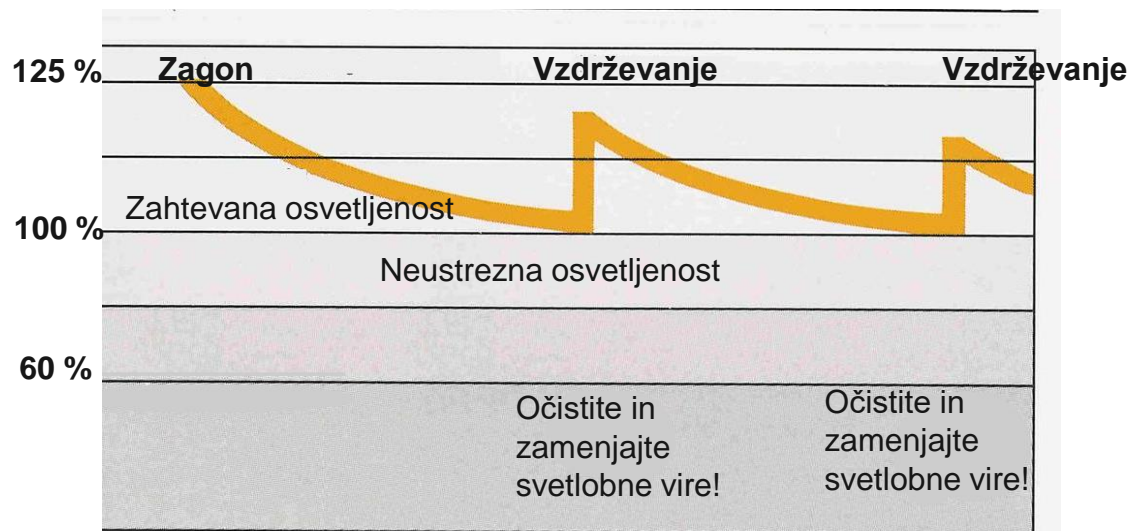 125 % Zagon Vzdrževanje Vzdrževanje
Zahtevana osvetljenost
100 %
Neustrezna osvetljenost
60 %
Očistite in
zamenjajte
svetlobne vire!
Očistite in
zamenjajte
svetlobne vire!